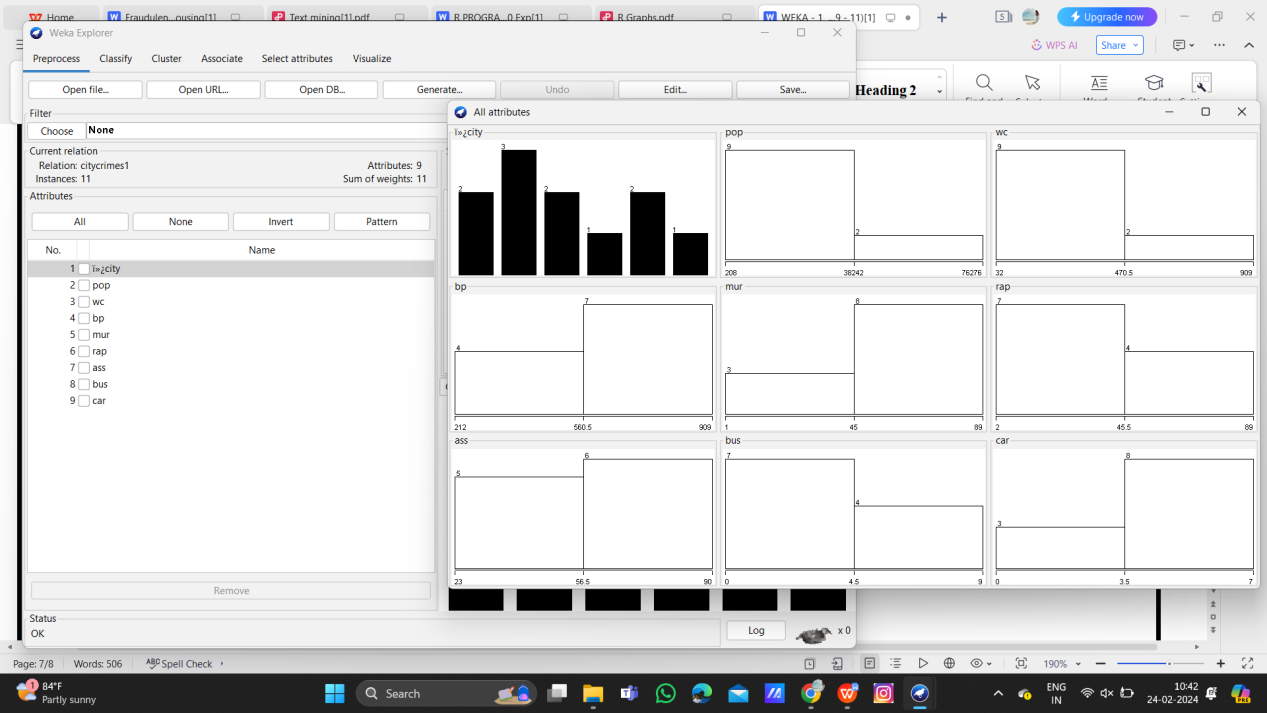 Home
Fraudulen...ousing[1]
Text mining[1].pdf
R PROGRA...0 Exp[1]
R Graphs.pdf
WEKA - 1 ...9 - 11)[1]
5
Upgrade now
Weka Explorer
WPS AI
Share
Preprocess
Classify
Cluster
Associate
Select attributes
Visualize
Open file...
Open URL...
Open DB...
Generate...
Undo
Edit...
Save...
Heading 2
Filter
Choose
None
All attributes
Current relation
Relation: citycrimes1
Attributes: 9
Instances: 11
Sum of weights: 11
Attributes
All
None
Invert
Pattern
No.
Name
1 ï»¿city
2 pop
3 wc
4 bp
5 mur
6 rap
7 ass
8 bus
9 car
Remove
ï»¿city
2
3
2
1
2
1
pop
9
2
208
38242
76276
wc
9
2
32
470.5
909
bp
4
7
212
560.5
909
mur
3
8
1
45
89
rap
7
4
2
45.5
89
ass
5
6
23
56.5
90
bus
7
4
0
4.5
9
car
3
8
0
3.5
7
Status
OK
Log
x 0
Page: 7/8
Words: 506
ABC Spell Check
190%
1
84°F
Partly sunny
Search
ENG
IN
10:42
24-02-2024
PRE